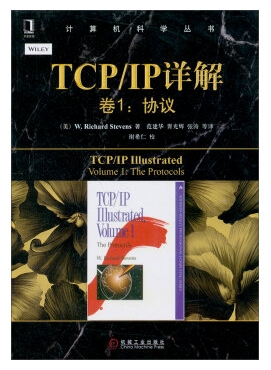 计算机科学丛书
WILEY
TCP/IP详解
卷1：协议
（美）W. Richard Stevens 著 范建华 胥光辉 张涛 等译
谢希仁 校
TCP/IP Illustrated
Volume 1: The Protocols
TCP/IP
Illustrated,
Volume 1
The Protocols
W. Richard Stevens
机械工业出版社
China Machine Press